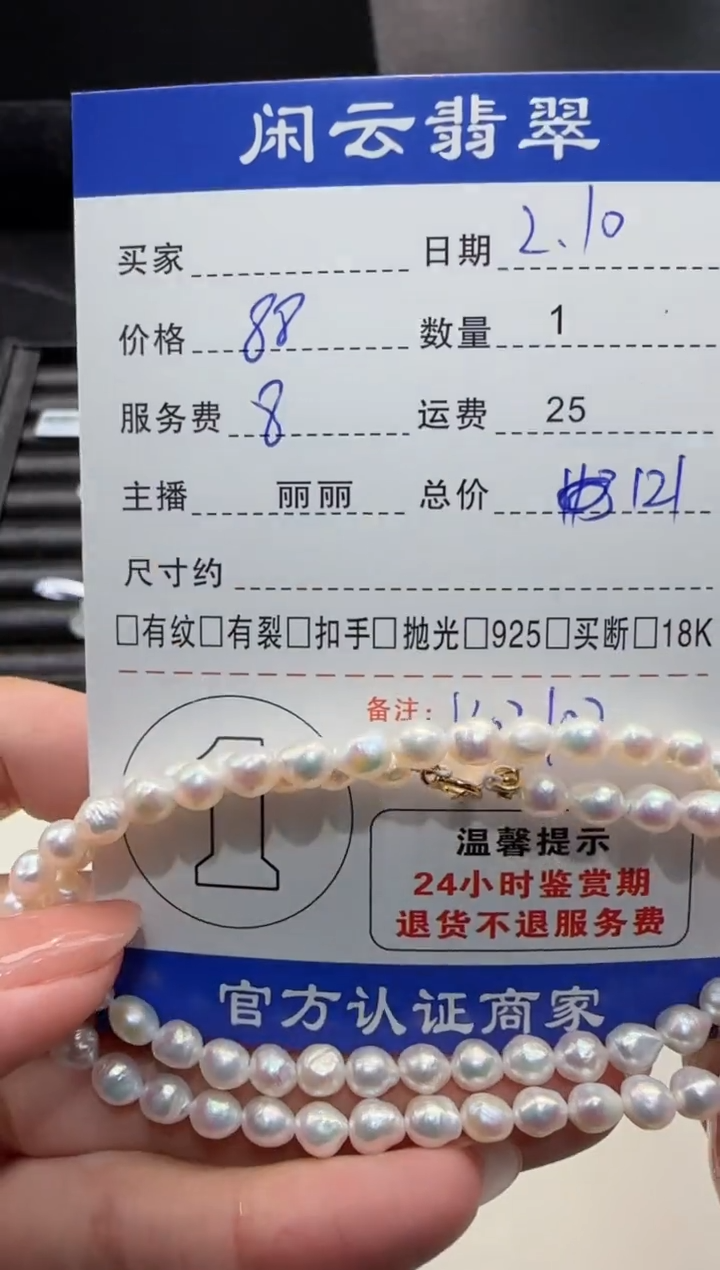 闲云翡翠
买家 日期 2.10
价格 88 数量 1
服务费 8 运费 25
主播 丽丽 总价 121
尺寸约
□有纹□有裂□扣手□抛光□925□买断□18K
备注:
1
温馨提示
24小时鉴赏期
退货不退服务费
官方认证商家